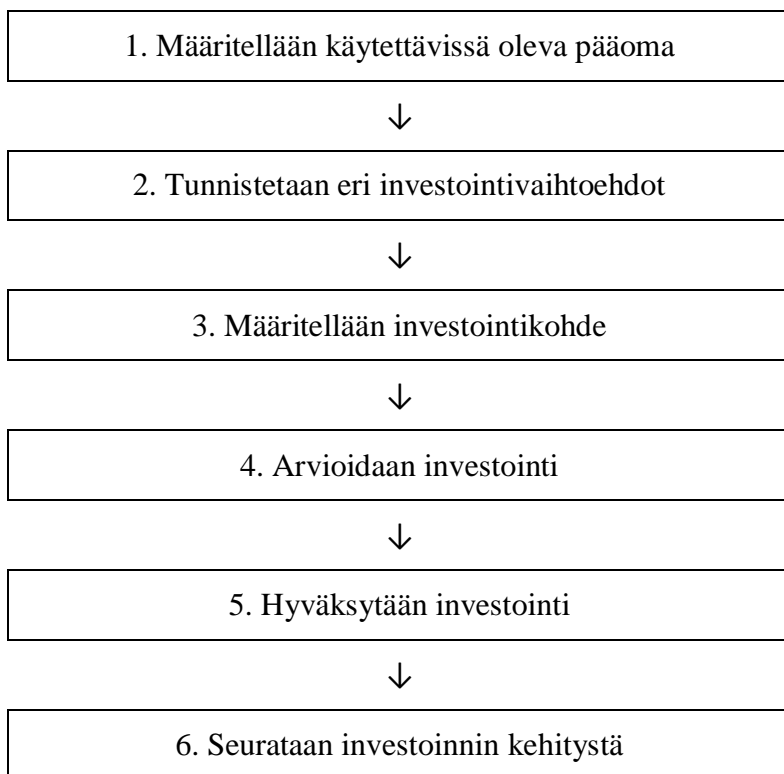 1. Määritellään käytettävissä oleva pääoma
2. Tunnistetaan eri investointivaihtoehdot
3. Määritellään investointikohde
4. Arvioidaan investointi
5. Hyväksytään investointi
6. Seurataan investoinnin kehitystä